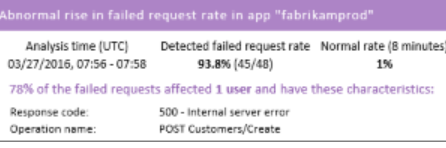 Abnormal rise in failed request rate in app "fabrikamprod"
Analysis time (UTC) Detected failed request rate Normal rate (8 minutes)
03/27/2016, 07:56 - 07:58 93.8% (45/48) 1%
78% of the failed requests affected 1 user and have these characteristics:
Response code: 500 - Internal server error
Operation name: POST Customers/Create